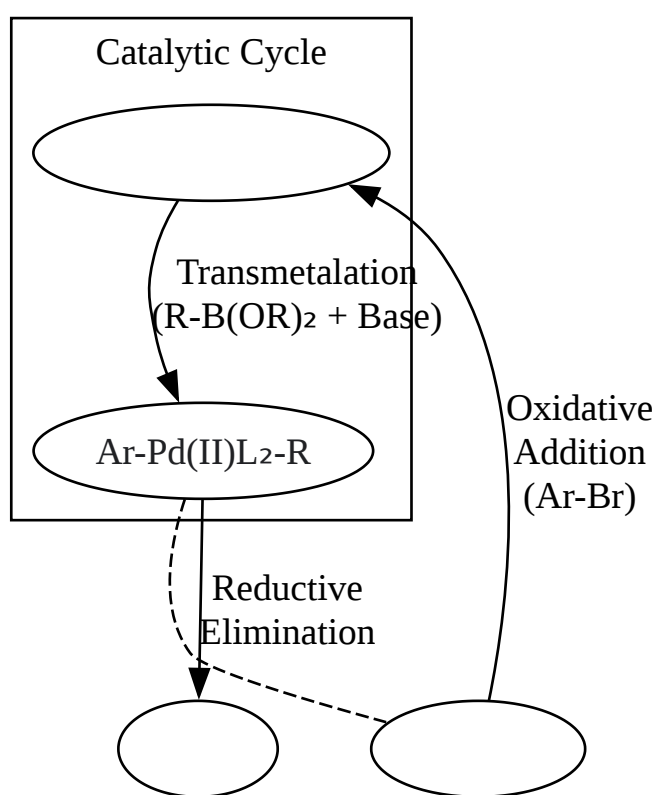 Catalytic Cycle
Transmetalation
(R-B(OR)₂ + Base)
Oxidative
Addition
(Ar-Br)
Ar-Pd(II)L₂-R
Reductive
Elimination